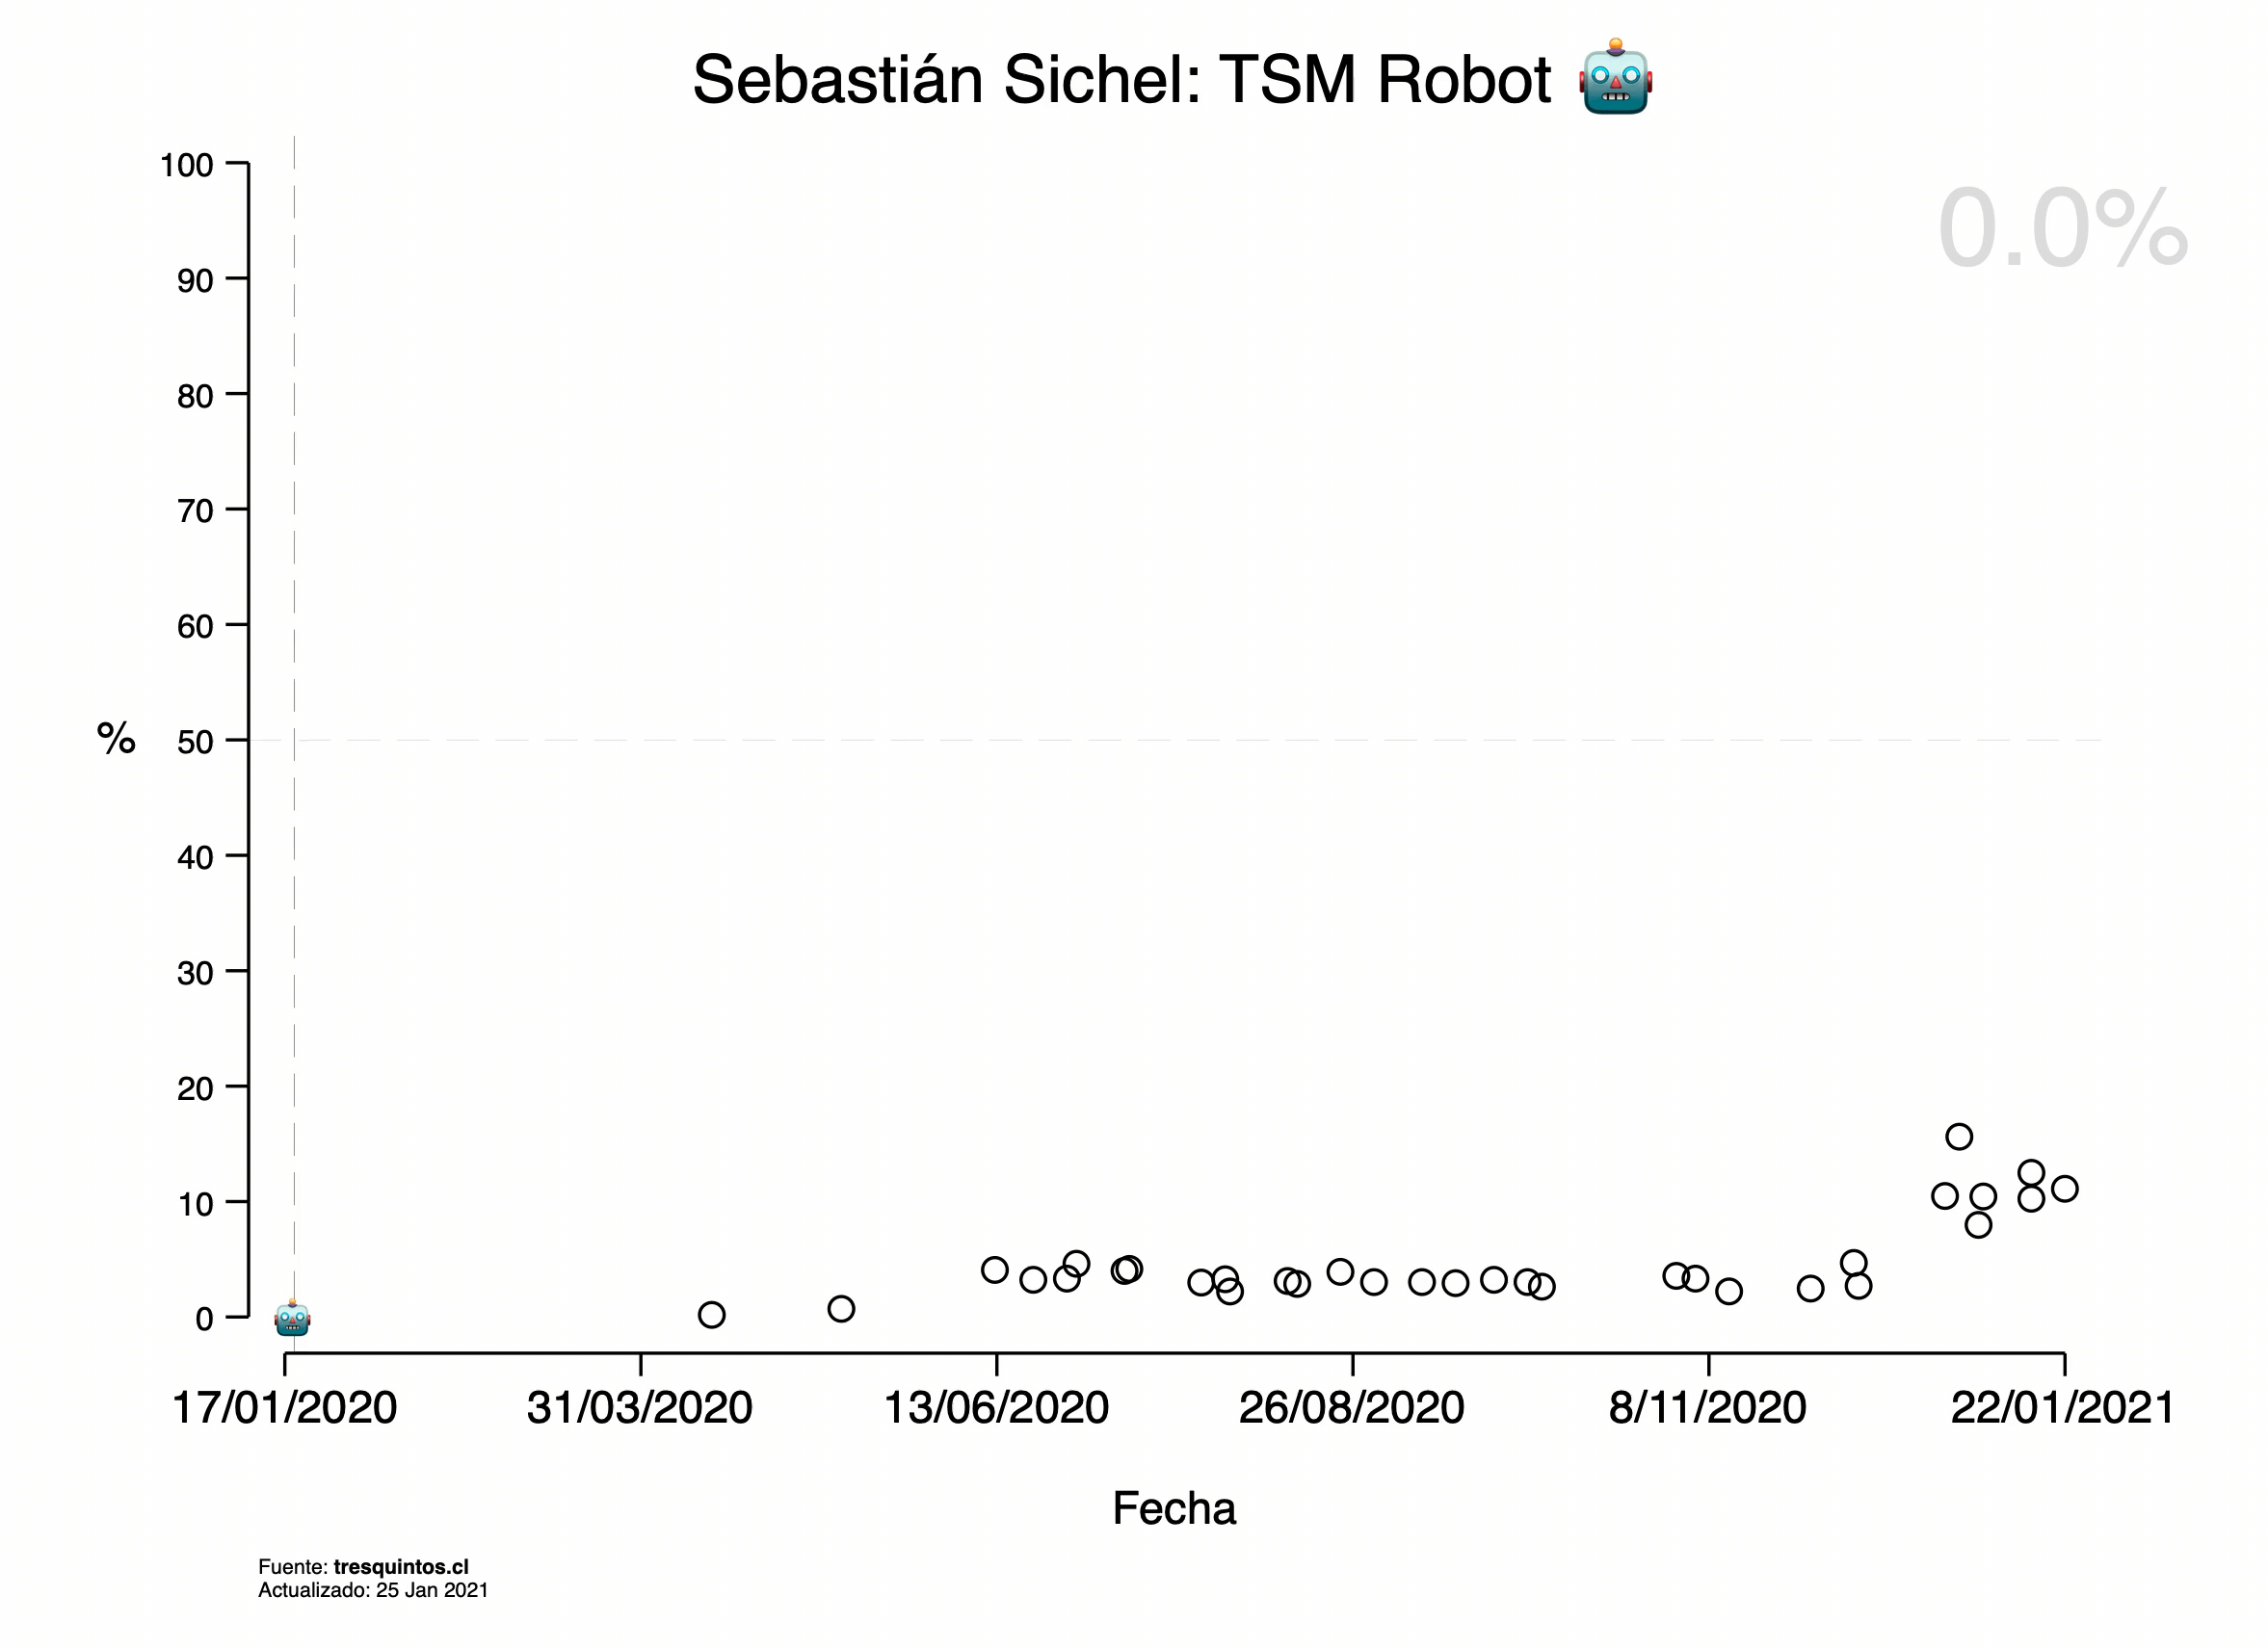 Sebastián Sichel: TSM Robot 🤖
0.0%
100
90
80
70
60
% 50
40
30
20
10
0
17/01/2020 31/03/2020 13/06/2020 26/08/2020 8/11/2020 22/01/2021
Fecha
Fuente: tresquintos.cl
Actualizado: 25 Jan 2021